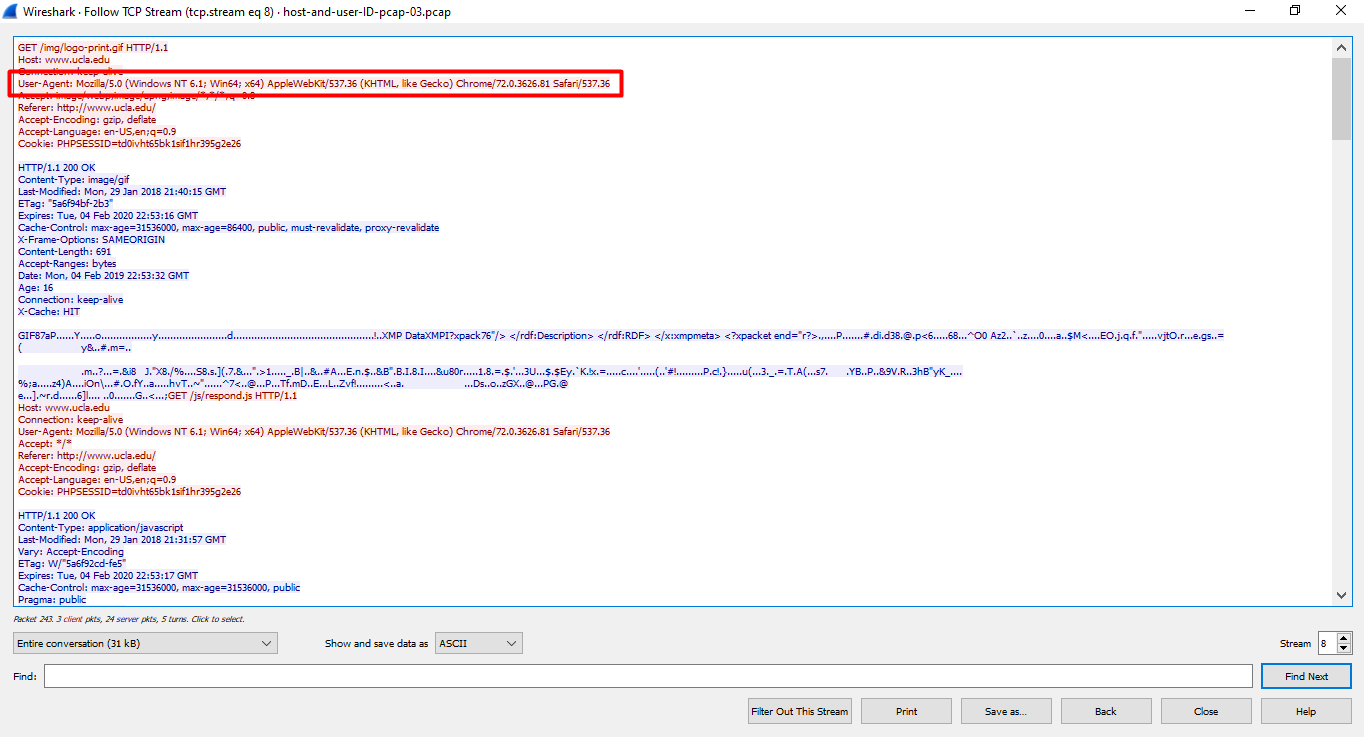 Wireshark · Follow TCP Stream (tcp.stream eq 8) · host-and-user-ID-pcap-03.pcap
GET /img/logo-print.gif HTTP/1.1
Host: www.ucla.edu
Connection: keep-alive
User-Agent: Mozilla/5.0 (Windows NT 6.1; Win64; x64) AppleWebKit/537.36 (KHTML, like Gecko) Chrome/72.0.3626.81 Safari/537.36
Accept: image/webp,image/apng,image/*,*/*;q=0.8
Referer: http://www.ucla.edu/
Accept-Encoding: gzip, deflate
Accept-Language: en-US,en;q=0.9
Cookie: PHPSESSID=td0ivht65bk1sif1hr395g2e26
HTTP/1.1 200 OK
Content-Type: image/gif
Last-Modified: Mon, 29 Jan 2018 21:40:15 GMT
ETag: "5a6f94bf-2b3"
Expires: Tue, 04 Feb 2020 22:53:16 GMT
Cache-Control: max-age=31536000, max-age=86400, public, must-revalidate, proxy-revalidate
X-Frame-Options: SAMEORIGIN
Content-Length: 691
Accept-Ranges: bytes
Date: Mon, 04 Feb 2019 22:53:32 GMT
Age: 16
Connection: keep-alive
X-Cache: HIT
GIF87aP......Y.....o.................y.......................d...............................................!..XMP DataXMPI?xpack76"/> </rdf:Description> </rdf:RDF> </x:xmpmeta> <?xpacket end="r?>.,....P......#.di.d38.@.p<6....68...^O0 Az2..`..z....0....a..$M<....EO.j.q.f.".....vjtO.r...e.gs..=
( y&..#.m=..
.m..?...=.&i8 J."X8./%....S8.s.](.7.&...".>1....._.B|..&..#A...E.n.$..&B".B.I.8.I....&u80r.....1.8.=.$.'...3U...$.$Ey.`K.!x.=.....c....'.....(..'#!.........P.c!.}.....u(...3._.=.T.A(...s7. .YB..P..&9V.R..3hB"yK_....
%;a.....z4)A....iOn\...#.O.fY..a.....hvT..~"......^7<..@...P...Tf.mD..E...L..Zvf!.........<..a. ...Ds..o..zGX..@...PG.@
e...].~r.d......6]l.... ..0.......G..<...;GET /js/respond.js HTTP/1.1
Host: www.ucla.edu
Connection: keep-alive
User-Agent: Mozilla/5.0 (Windows NT 6.1; Win64; x64) AppleWebKit/537.36 (KHTML, like Gecko) Chrome/72.0.3626.81 Safari/537.36
Accept: */*
Referer: http://www.ucla.edu/
Accept-Encoding: gzip, deflate
Accept-Language: en-US,en;q=0.9
Cookie: PHPSESSID=td0ivht65bk1sif1hr395g2e26
HTTP/1.1 200 OK
Content-Type: application/javascript
Last-Modified: Mon, 29 Jan 2018 21:31:57 GMT
Vary: Accept-Encoding
ETag: W/"5a6f92cd-fe5"
Expires: Tue, 04 Feb 2020 22:53:17 GMT
Cache-Control: max-age=31536000, max-age=31536000, public
Pragma: public
Packet 243. 3 client pkts, 24 server pkts, 5 turns. Click to select.
Entire conversation (31 kB) Show and save data as ASCII Stream 8
Find: Find Next
Filter Out This Stream Print Save as... Back Close Help